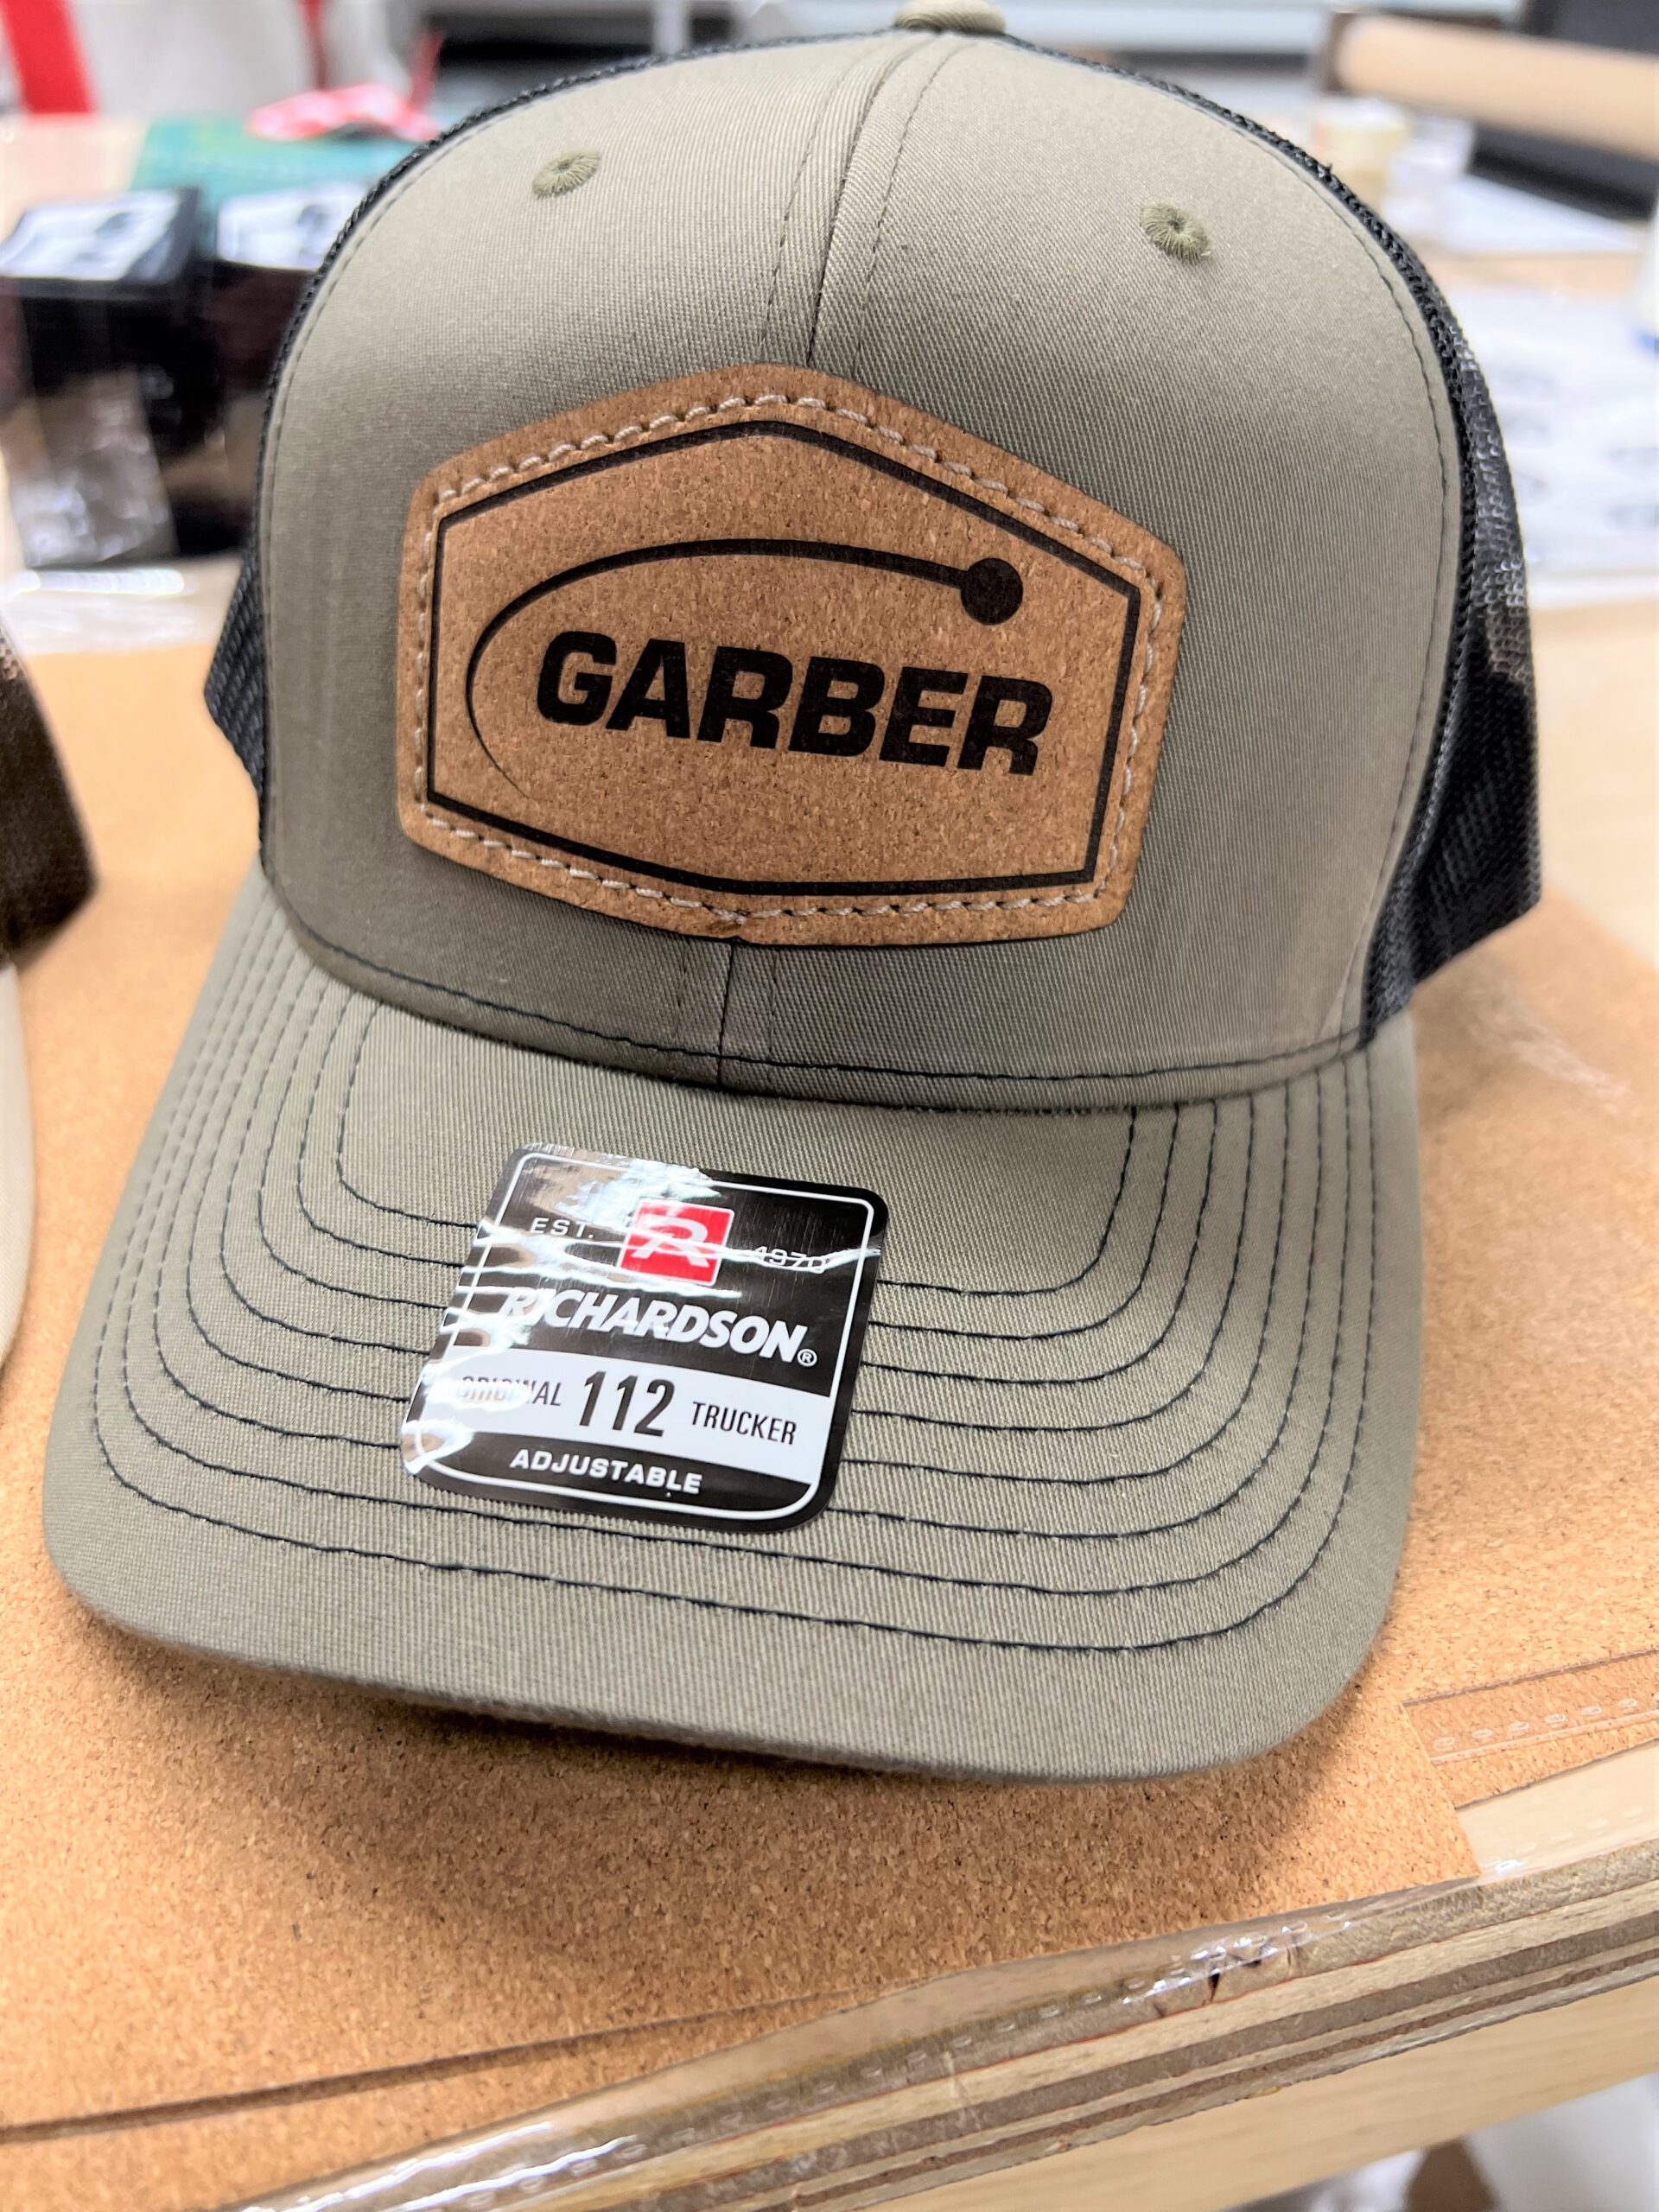 GARBER
EST. R 1970
RICHARDSON®
ORIGINAL 112 TRUCKER
ADJUSTABLE